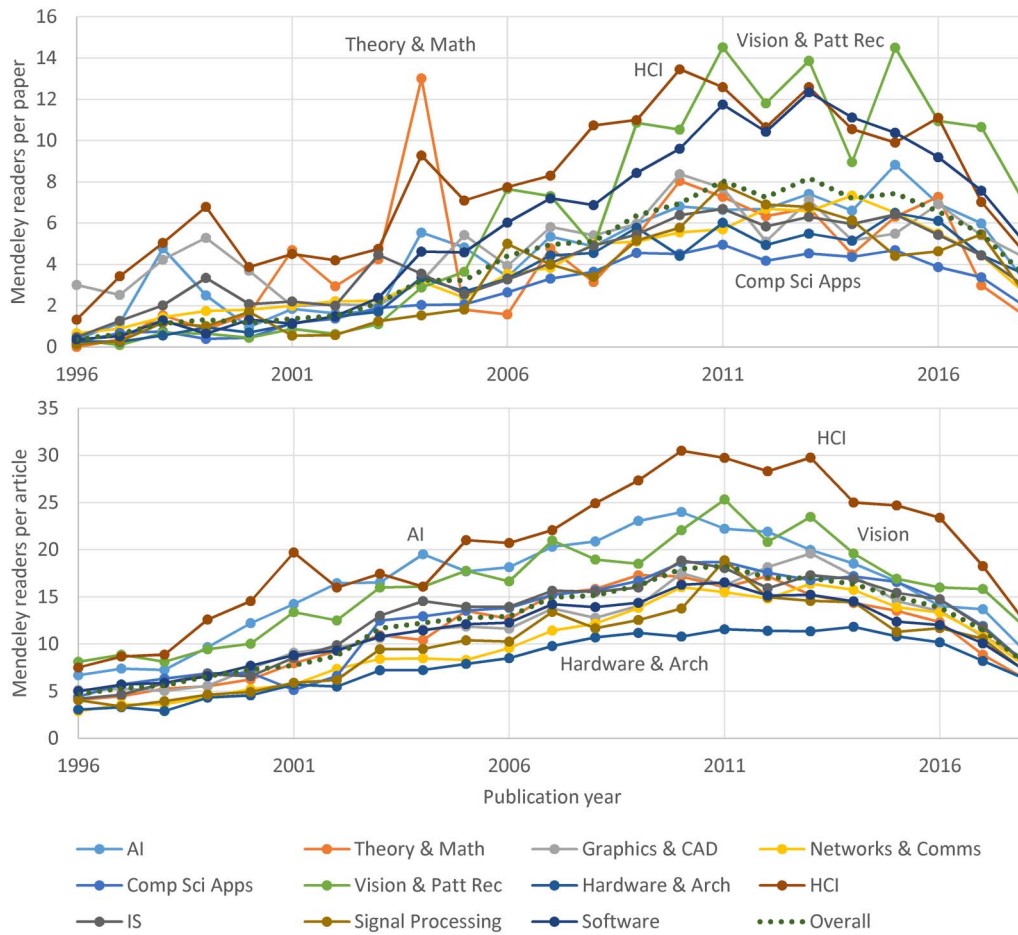 16
14
12
10
8
6
4
2
0
Mendeley readers per paper
Theory & Math
HCI
Vision & Patt Rec
Comp Sci Apps
1996
2001
2006
2011
2016
35
30
25
20
15
10
5
0
Mendeley readers per article
AI
HCI
Vision
Hardware & Arch
1996
2001
2006
2011
2016
Publication year
AI
Theory & Math
Graphics & CAD
Networks & Comms
Comp Sci Apps
Vision & Patt Rec
Hardware & Arch
HCI
IS
Signal Processing
Software
Overall